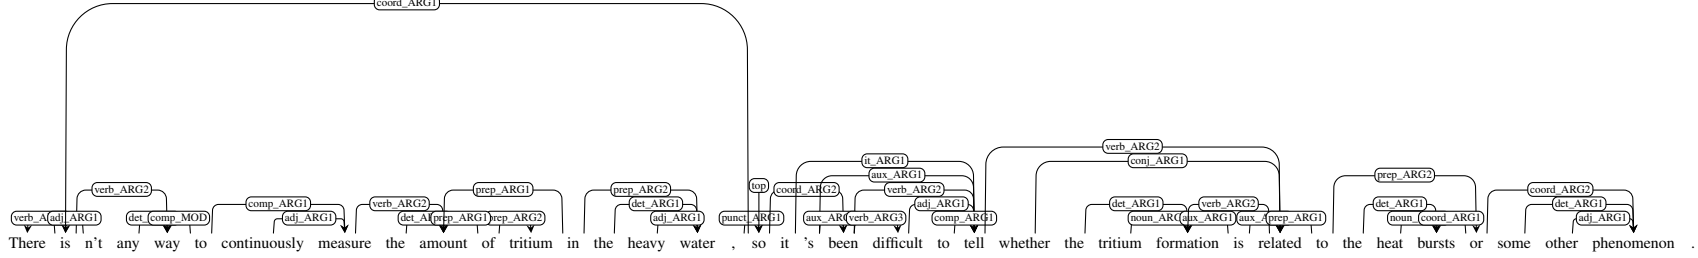 coord_ARG1
verb_ARG2 conj_ARG1
it_ARG1 aux_ARG1 prep_ARG2
verb_ARG2 prep_ARG1 prep_ARG2 top coord_ARG2 verb_ARG2 coord_ARG2
comp_ARG1 verb_ARG2 det_ARG1 adj_ARG1 det_ARG1 verb_ARG2 det_ARG1 det_ARG1
adj_ARG1 comp_MOD adj_ARG1 prep_ARG1 prep_ARG2 adj_ARG1 punct_ARG1 verb_ARG3 comp_ARG1 aux_ARG1 prep_ARG1 coord_ARG1 adj_ARG1
There is n't any way to continuously measure the amount of tritium in the heavy water , so it 's been difficult to tell whether the tritium formation is related to the heat bursts or some other phenomenon .